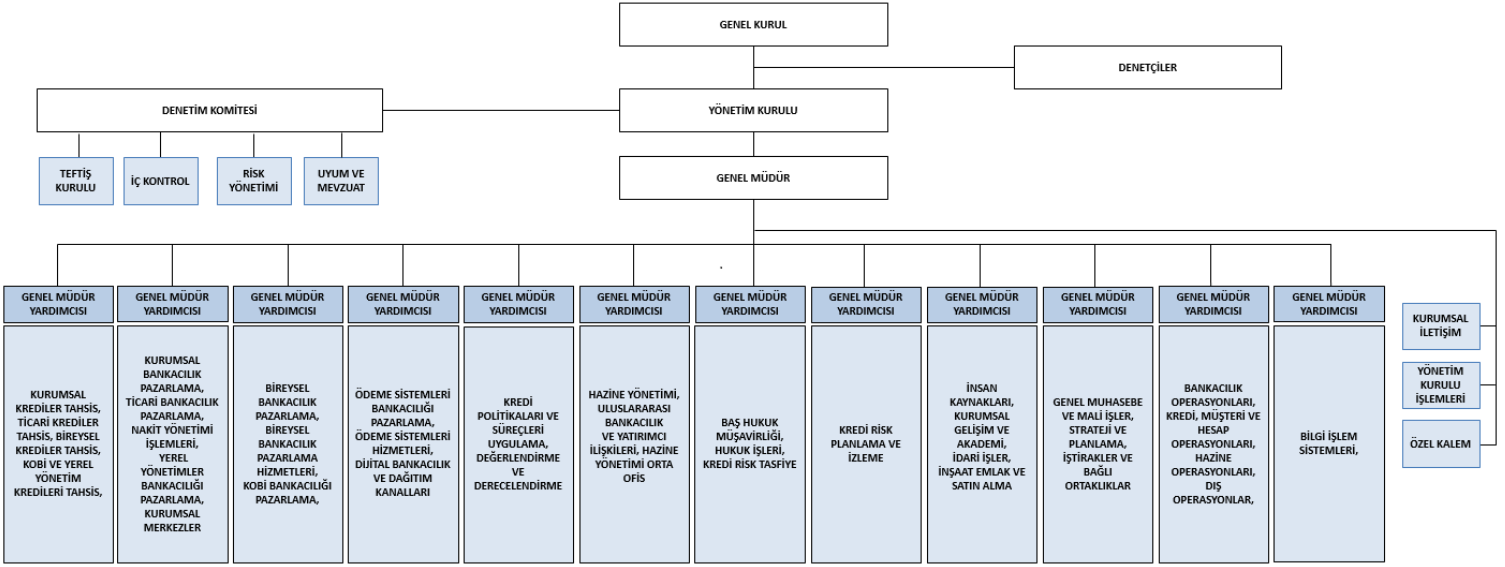 GENEL KURUL
DENETÇİLER
DENETİM KOMİTESİ
YÖNETİM KURULU
TEFTİŞ
KURULU
İÇ KONTROL
RİSK
YÖNETİMİ
UYUM VE
MEVZUAT
GENEL MÜDÜR
GENEL MÜDÜR
YARDIMCISI
KURUMSAL
KREDİLER TAHSİS,
TİCARİ KREDİLER
TAHSİS, BİREYSEL
KREDİLER TAHSİS,
KOBİ VE YEREL
YÖNETİM
KREDİLERİ TAHSİS,
GENEL MÜDÜR
YARDIMCISI
KURUMSAL
BANKACILIK
PAZARLAMA,
TİCARİ BANKACILIK
PAZARLAMA,
NAKİT YÖNETİMİ
İŞLEMLERİ,
YEREL
YÖNETİMLER
BANKACILIĞI
PAZARLAMA,
KURUMSAL
MERKEZLER
GENEL MÜDÜR
YARDIMCISI
BİREYSEL
BANKACILIK
PAZARLAMA,
BİREYSEL
BANKACILIK
PAZARLAMA
HİZMETLERİ,
KOBİ BANKACILIĞI
PAZARLAMA,
GENEL MÜDÜR
YARDIMCISI
ÖDEME SİSTEMLERİ
BANKACILIĞI
PAZARLAMA,
ÖDEME SİSTEMLERİ
HİZMETLERİ,
DİJİTAL BANKACILIK
VE DAĞITIM
KANALLARI
GENEL MÜDÜR
YARDIMCISI
KREDİ
POLİTİKALARI VE
SÜREÇLERİ
UYGULAMA,
DEĞERLENDİRME
VE
DERECELENDİRME
GENEL MÜDÜR
YARDIMCISI
HAZİNE YÖNETİMİ,
ULUSLARARASI
BANKACILIK
VE YATIRIMCI
İLİŞKİLERİ, HAZİNE
YÖNETİMİ ORTA
OFİS
GENEL MÜDÜR
YARDIMCISI
BAŞ HUKUK
MÜŞAVİRLİĞİ,
HUKUK İŞLERİ,
KREDİ RİSK TASFİYE
GENEL MÜDÜR
YARDIMCISI
KREDİ RİSK
PLANLAMA VE
İZLEME
GENEL MÜDÜR
YARDIMCISI
İNSAN
KAYNAKLARI,
KURUMSAL
GELİŞİM VE
AKADEMİ,
İDARİ İŞLER,
İNŞAAT EMLAK VE
SATIN ALMA
GENEL MÜDÜR
YARDIMCISI
GENEL MUHASEBE
VE MALİ İŞLER,
STRATEJİ VE
PLANLAMA,
İŞTİRAKLER VE
BAĞLI
ORTAKLIKLAR
GENEL MÜDÜR
YARDIMCISI
BANKACILIK
OPERASYONLARI,
KREDİ, MÜŞTERİ VE
HESAP
OPERASYONLARI,
HAZİNE
OPERASYONLARI,
DIŞ
OPERASYONLAR,
GENEL MÜDÜR
YARDIMCISI
BİLGİ İŞLEM
SİSTEMLERİ,
KURUMSAL
İLETİŞİM
YÖNETİM
KURULU
İŞLEMLERİ
ÖZEL KALEM